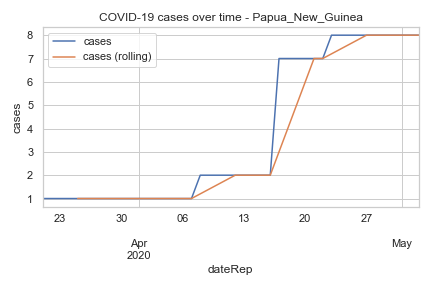 COVID-19 cases over time - Papua_New_Guinea
cases
cases (rolling)
8
7
6
5
4
3
2
1
cases
23 30 06 13 20 27
Apr May
2020
dateRep